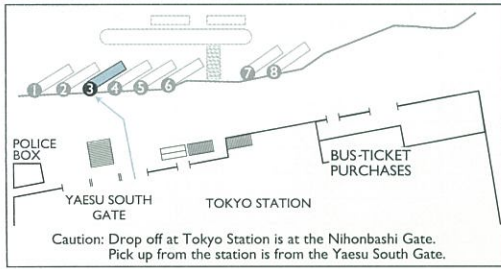 1 2 3 4 5 6 7 8
POLICE
BOX
YAESU SOUTH
GATE
TOKYO STATION
BUS-TICKET
PURCHASES
Caution: Drop off at Tokyo Station is at the Nihonbashi Gate.
Pick up from the station is from the Yaesu South Gate.